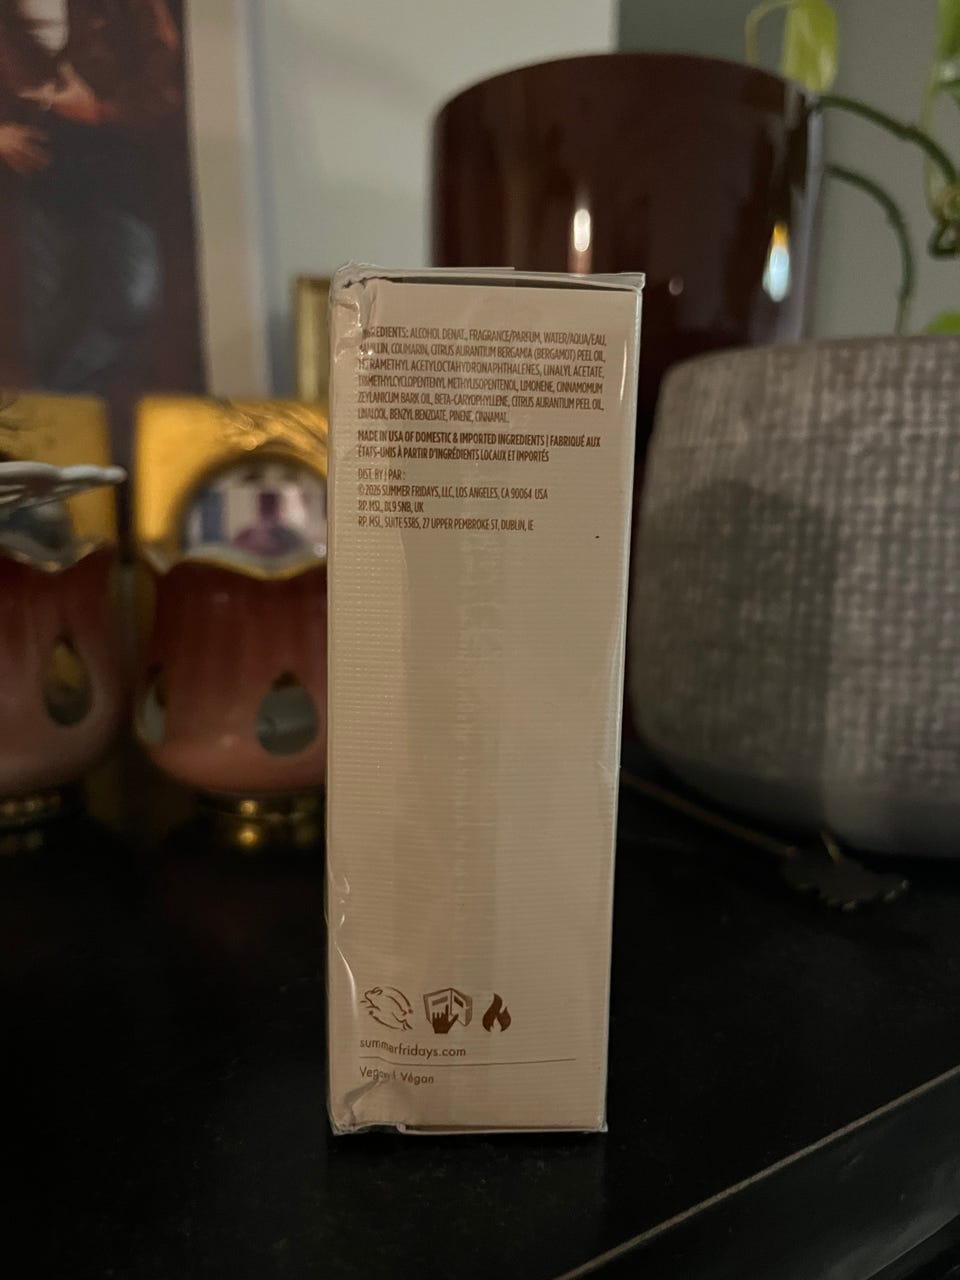 INGREDIENTS: ALCOHOL DENAT., FRAGRANCE/PARFUM, WATER/AQUA/EAU,
VANILLIN, COUMARIN, CITRUS AURANTIUM BERGAMIA (BERGAMOT) PEEL OIL,
TETRAMETHYL ACETYLOCTAHYDRONAPHTHALENES, LINALYL ACETATE,
TRIMETHYLCYCLOPENTENYL METHYLISOPENTENOL, LIMONENE, CINNAMOMUM
ZEYLANICUM BARK OIL, BETA-CARYOPHYLLENE, CITRUS AURANTIUM PEEL OIL,
LINALOOL, BENZYL BENZOATE, PINENE, CINNAMAL.
MADE IN USA OF DOMESTIC & IMPORTED INGREDIENTS | FABRIQUÉ AUX
ÉTATS-UNIS À PARTIR D'INGRÉDIENTS LOCAUX ET IMPORTÉS
DIST. BY | PAR :
© 2026 SUMMER FRIDAYS, LLC, LOS ANGELES, CA 90064 USA
RP. MSL, DL9 5NB, UK
RP. MSL, SUITE 5385, 27 UPPER PEMBROKE ST, DUBLIN, IE
summerfridays.com
Vegan | Végan